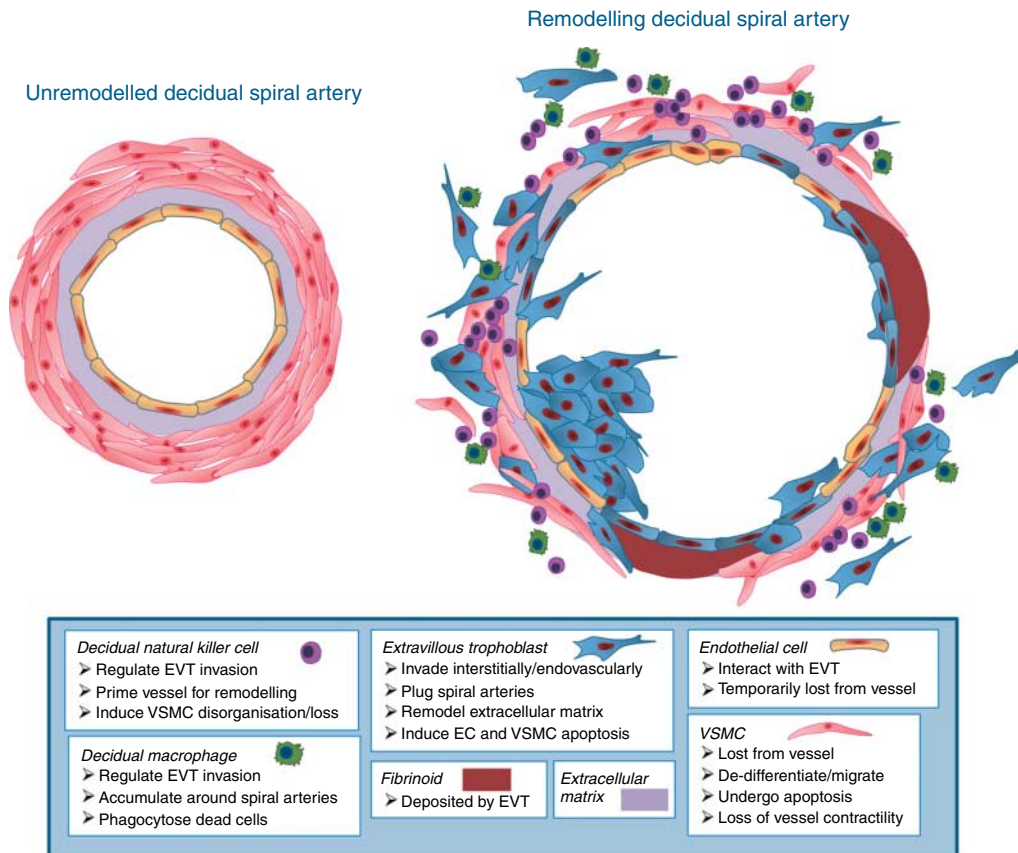 Remodelling decidual spiral artery
Unremodelled decidual spiral artery
Decidual natural killer cell
➢ Regulate EVT invasion
➢ Prime vessel for remodelling
➢ Induce VSMC disorganisation/loss
Decidual macrophage
➢ Regulate EVT invasion
➢ Accumulate around spiral arteries
➢ Phagocytose dead cells
Extravillous trophoblast
➢ Invade interstitially/endovascularly
➢ Plug spiral arteries
➢ Remodel extracellular matrix
➢ Induce EC and VSMC apoptosis
Fibrinoid
➢ Deposited by EVT
Extracellular
matrix
Endothelial cell
➢ Interact with EVT
➢ Temporarily lost from vessel
VSMC
➢ Lost from vessel
➢ De-differentiate/migrate
➢ Undergo apoptosis
➢ Loss of vessel contractility